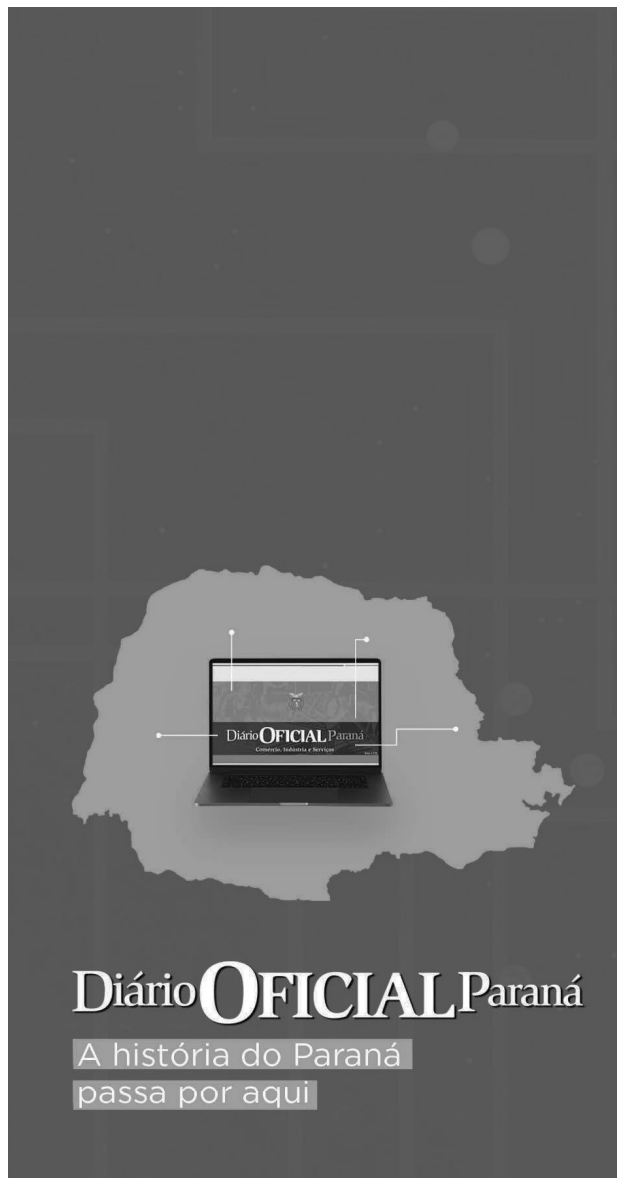 Diário OFICIAL Paraná
Comércio, Indústria e Serviços
Diário OFICIAL Paraná
A história do Paraná
passa por aqui